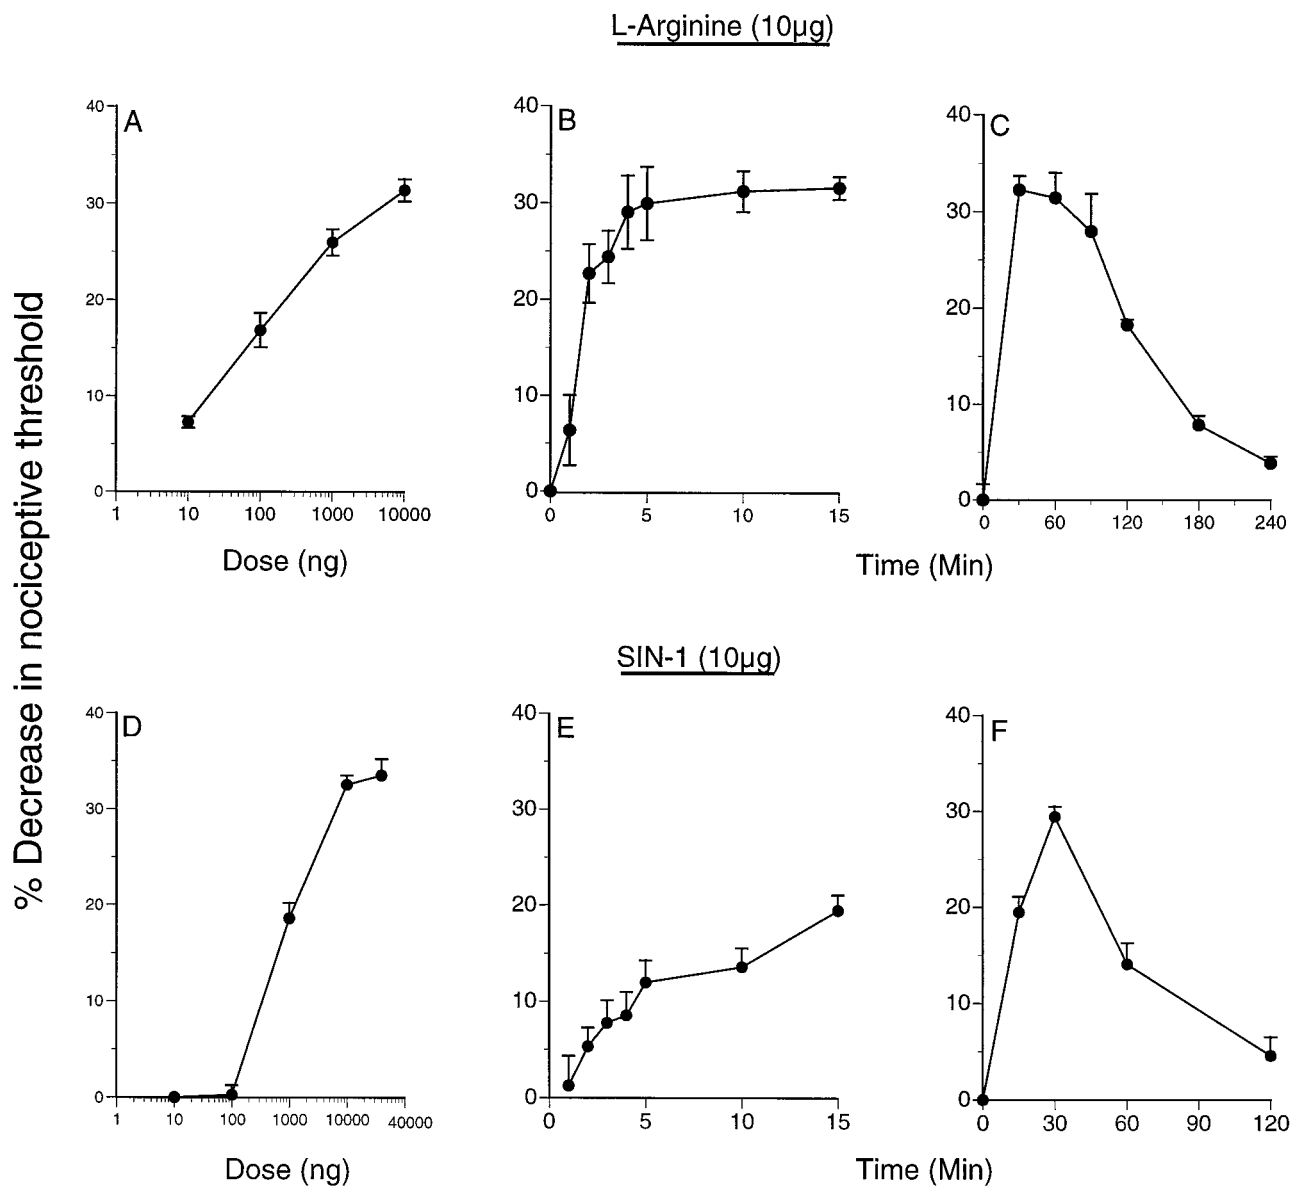 L-Arginine (10µg)
% Decrease in nociceptive threshold
A
40
30
20
10
0
1 10 100 1000 10000
Dose (ng)
B
40
30
20
10
0
0 5 10 15
C
40
30
20
10
0
0 60 120 180 240
Time (Min)
SIN-1 (10µg)
D
40
30
20
10
0
1 10 100 1000 10000 40000
Dose (ng)
E
40
30
20
10
0
0 5 10 15
F
40
30
20
10
0
0 30 60 90 120
Time (Min)